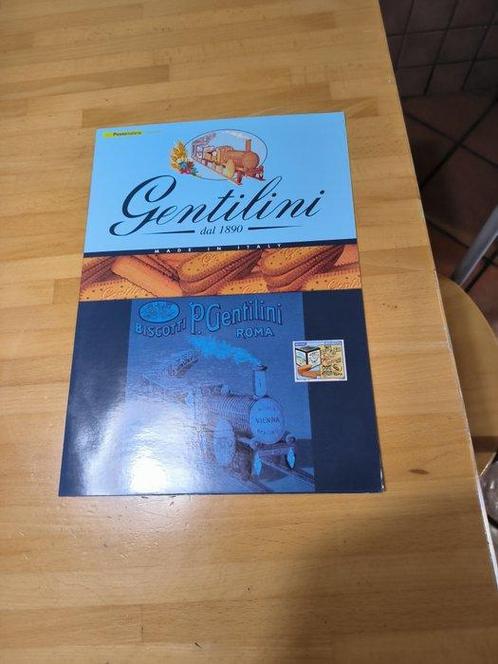 Posteitaliane
Gentilini
dal 1890
MADE IN ITALY
BISCOTTI P. Gentilini
ROMA
VIENNA